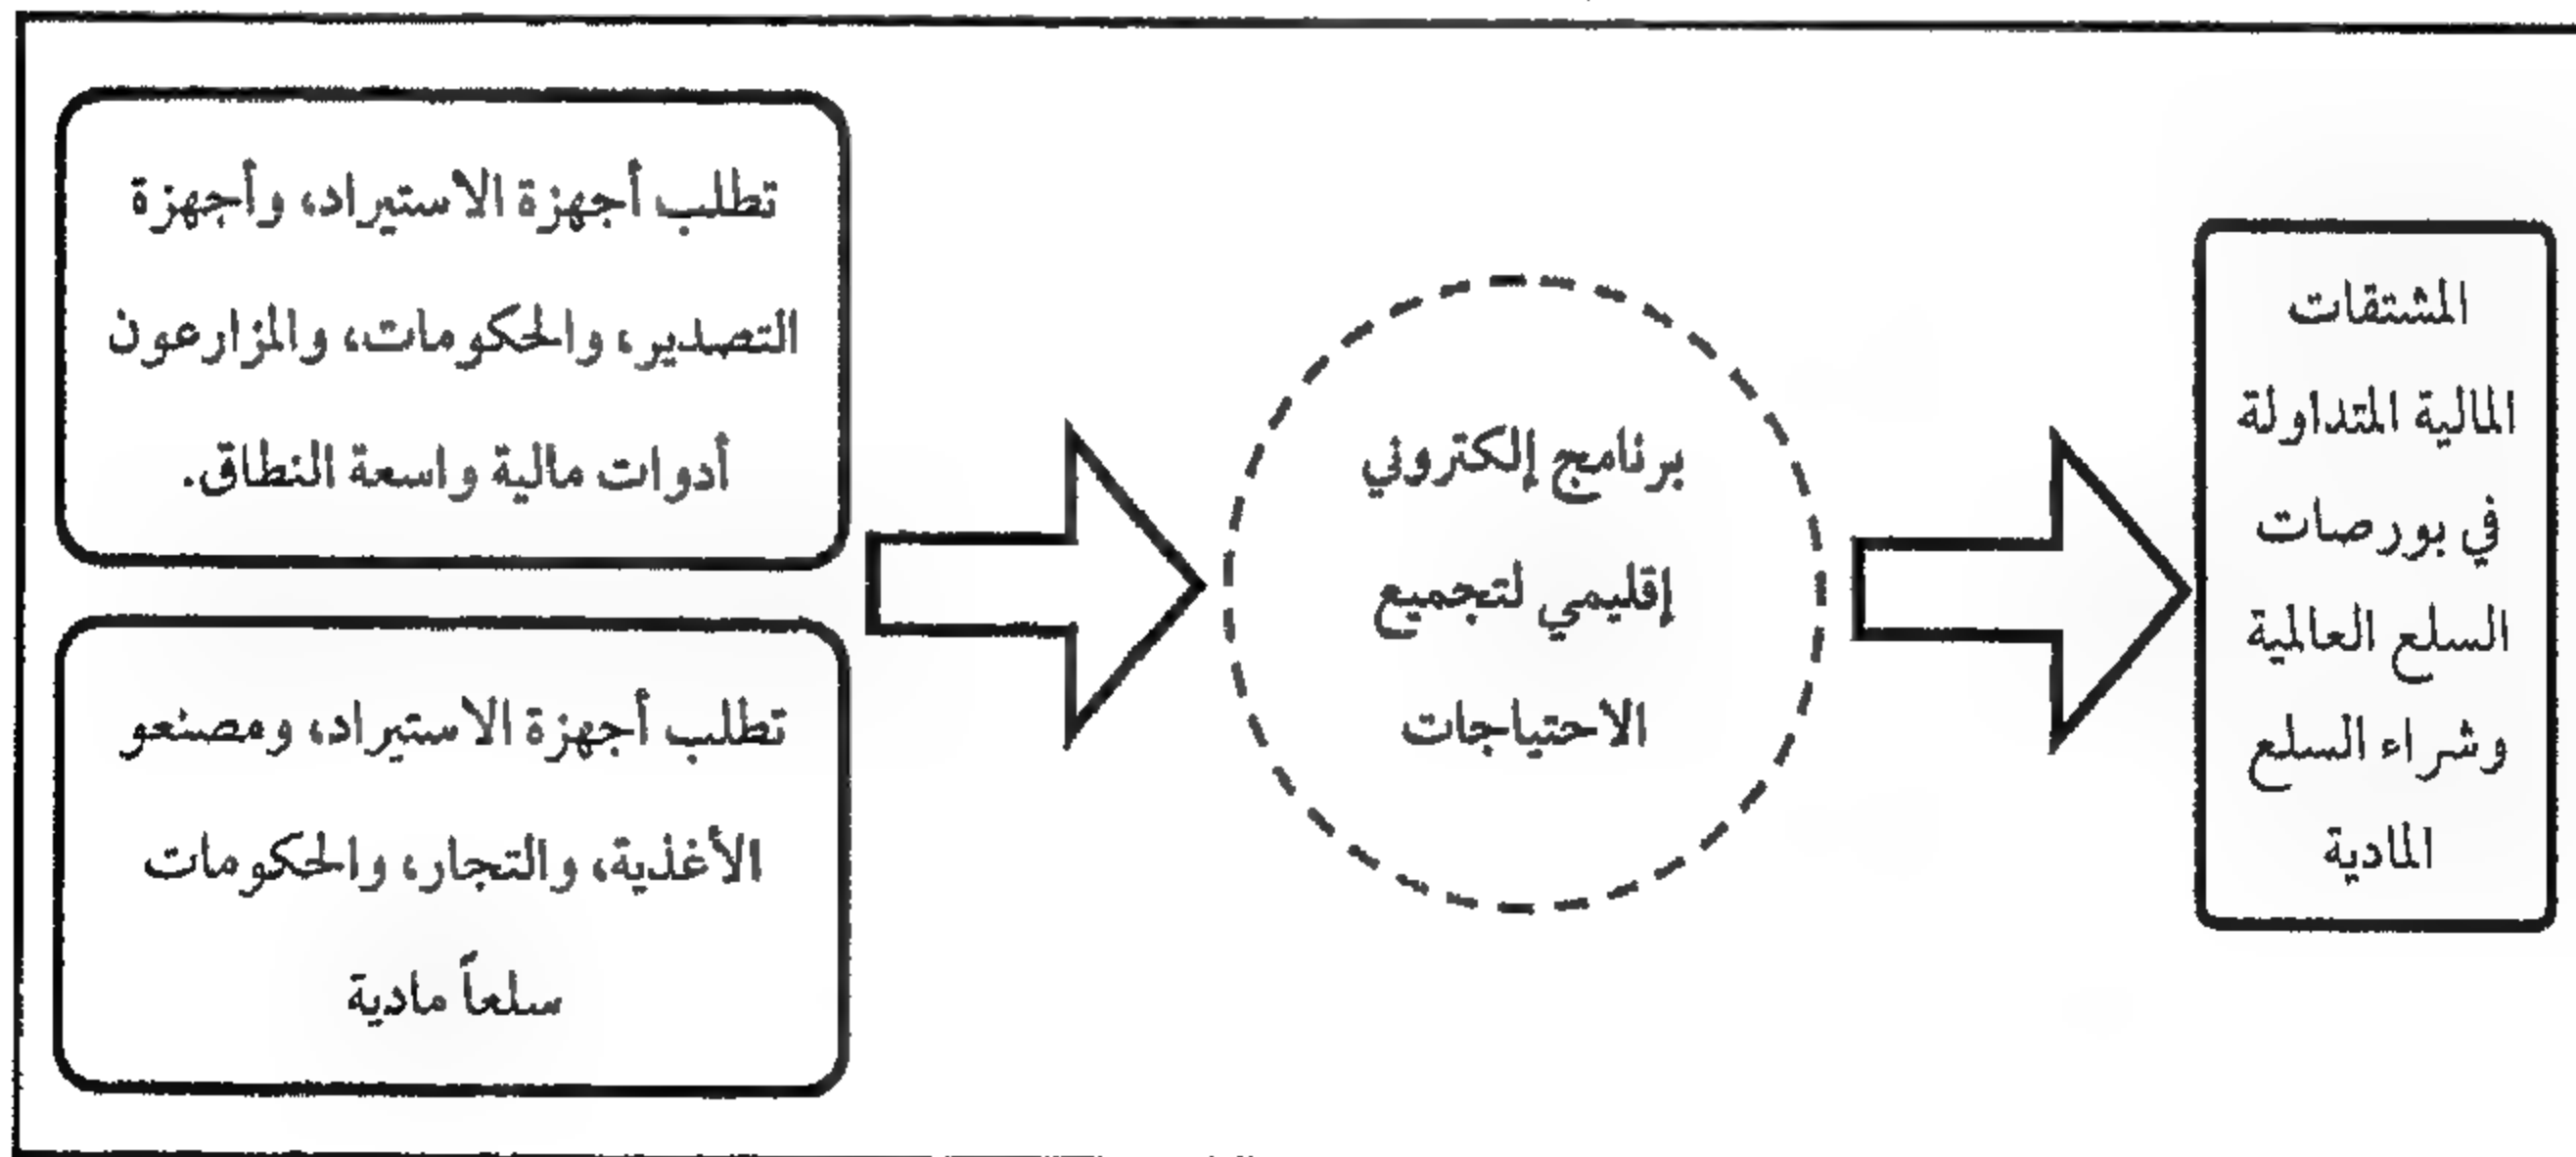 تطلب أجهزة الاستيراد، وأجهزة
التصدير، والحكومات، والمزارعون
أدوات مالية واسعة النطاق.
تطلب أجهزة الاستيراد، ومصنعو
الأغذية، والتجار، والحكومات
سلعاً مادية
برنامج إلكتروني
إقليمي لتجميع
الاحتياجات
المشتقات
المالية المتداولة
في بورصات
السلع العالمية
وشراء السلع
المادية